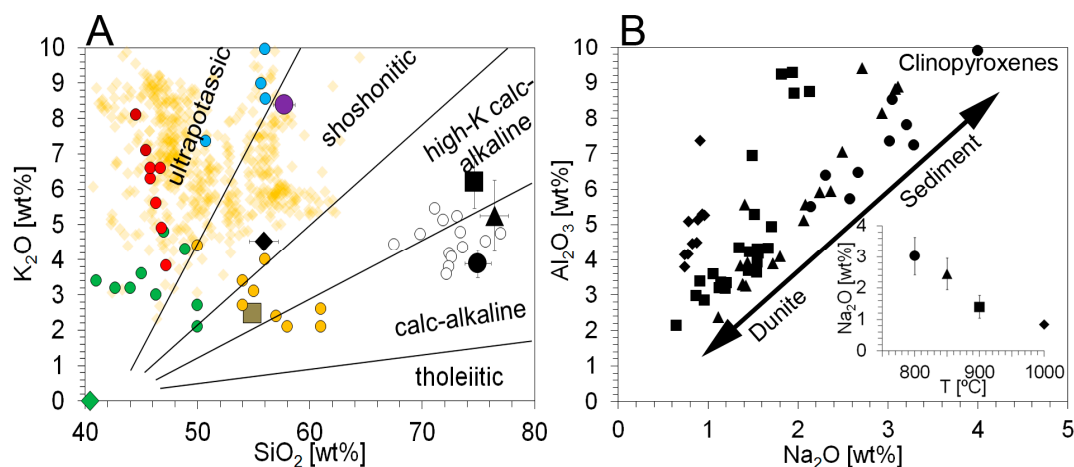 A
K₂O [wt%]
10
9
8
7
6
5
4
3
2
1
0
ultrapotassic
shoshonitic
high-K calc-
alkaline
calc-alkaline
tholeiitic
40
50
60
70
80
SiO₂ [wt%]
B
Al₂O₃ [wt%]
10
9
8
7
6
5
4
3
2
1
0
Clinopyroxenes
Sediment
Dunite
Na₂O [wt%]
4
3
2
1
0
800
900
1000
T [ºC]
0
1
2
3
4
5
Na₂O [wt%]